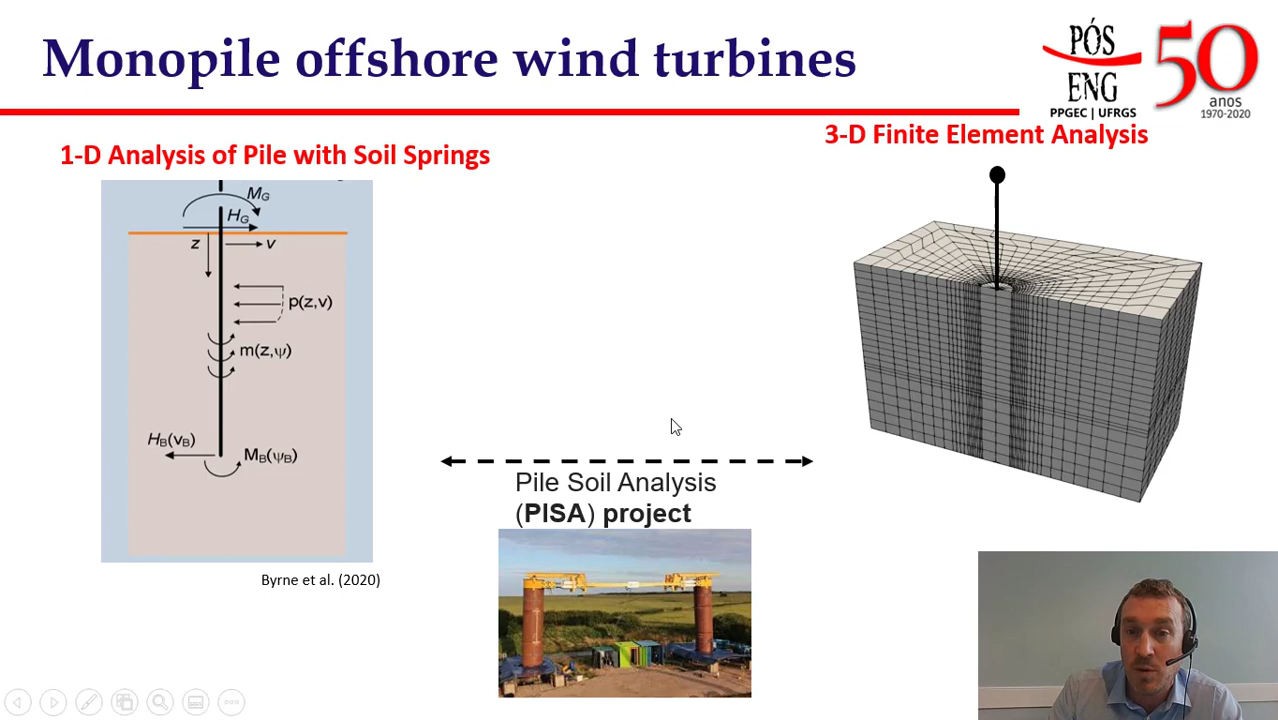 Monopile offshore wind turbines
PÓS
ENG
PPGEC | UFRGS
50
anos
1970-2020
1-D Analysis of Pile with Soil Springs
3-D Finite Element Analysis
M_G
H_G
z
v
p(z,v)
m(z,ψ)
H_B(v_B)
M_B(ψ_B)
Byrne et al. (2020)
Pile Soil Analysis
(PISA) project